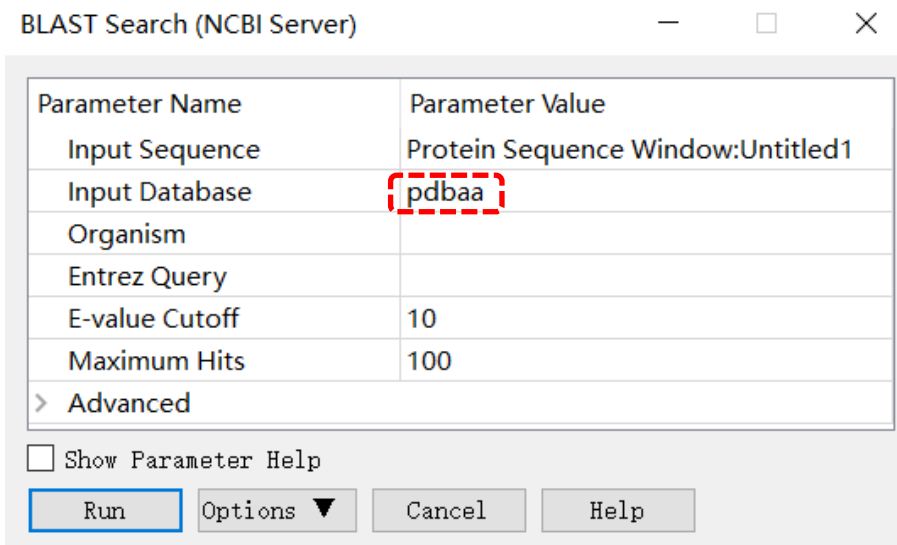 BLAST Search (NCBI Server)
Parameter Name Parameter Value
Input Sequence Protein Sequence Window:Untitled1
Input Database pdbaa
Organism
Entrez Query
E-value Cutoff 10
Maximum Hits 100
Advanced
Show Parameter Help
Run Options ▼ Cancel Help